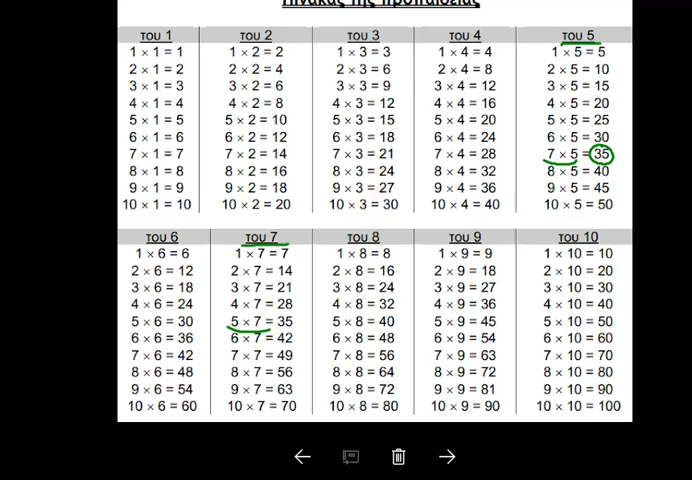 Πίνακας της προπαίδειας
του 1 του 2 του 3 του 4 του 5
1 × 1 = 1 1 × 2 = 2 1 × 3 = 3 1 × 4 = 4 1 × 5 = 5
2 × 1 = 2 2 × 2 = 4 2 × 3 = 6 2 × 4 = 8 2 × 5 = 10
3 × 1 = 3 3 × 2 = 6 3 × 3 = 9 3 × 4 = 12 3 × 5 = 15
4 × 1 = 4 4 × 2 = 8 4 × 3 = 12 4 × 4 = 16 4 × 5 = 20
5 × 1 = 5 5 × 2 = 10 5 × 3 = 15 5 × 4 = 20 5 × 5 = 25
6 × 1 = 6 6 × 2 = 12 6 × 3 = 18 6 × 4 = 24 6 × 5 = 30
7 × 1 = 7 7 × 2 = 14 7 × 3 = 21 7 × 4 = 28 7 × 5 = 35
8 × 1 = 8 8 × 2 = 16 8 × 3 = 24 8 × 4 = 32 8 × 5 = 40
9 × 1 = 9 9 × 2 = 18 9 × 3 = 27 9 × 4 = 36 9 × 5 = 45
10 × 1 = 10 10 × 2 = 20 10 × 3 = 30 10 × 4 = 40 10 × 5 = 50
του 6 του 7 του 8 του 9 του 10
1 × 6 = 6 1 × 7 = 7 1 × 8 = 8 1 × 9 = 9 1 × 10 = 10
2 × 6 = 12 2 × 7 = 14 2 × 8 = 16 2 × 9 = 18 2 × 10 = 20
3 × 6 = 18 3 × 7 = 21 3 × 8 = 24 3 × 9 = 27 3 × 10 = 30
4 × 6 = 24 4 × 7 = 28 4 × 8 = 32 4 × 9 = 36 4 × 10 = 40
5 × 6 = 30 5 × 7 = 35 5 × 8 = 40 5 × 9 = 45 5 × 10 = 50
6 × 6 = 36 6 × 7 = 42 6 × 8 = 48 6 × 9 = 54 6 × 10 = 60
7 × 6 = 42 7 × 7 = 49 7 × 8 = 56 7 × 9 = 63 7 × 10 = 70
8 × 6 = 48 8 × 7 = 56 8 × 8 = 64 8 × 9 = 72 8 × 10 = 80
9 × 6 = 54 9 × 7 = 63 9 × 8 = 72 9 × 9 = 81 9 × 10 = 90
10 × 6 = 60 10 × 7 = 70 10 × 8 = 80 10 × 9 = 90 10 × 10 = 100